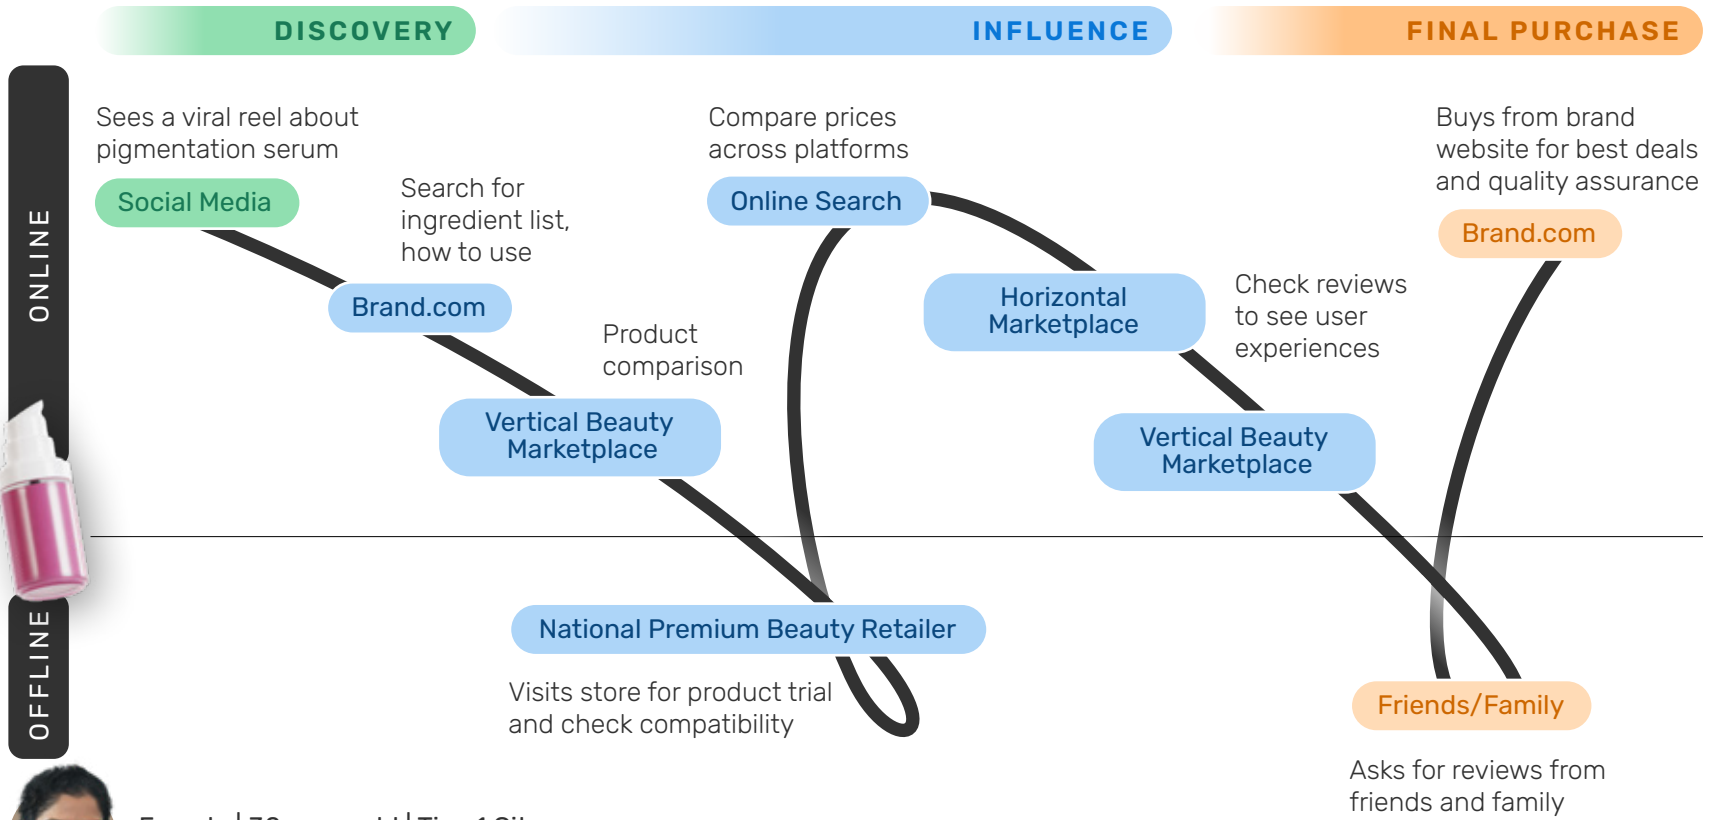 DISCOVERY
INFLUENCE
FINAL PURCHASE
ONLINE
Sees a viral reel about
pigmentation serum
Social Media
Search for
ingredient list,
how to use
Brand.com
Product
comparison
Vertical Beauty
Marketplace
Compare prices
across platforms
Online Search
Horizontal
Marketplace
Check reviews
to see user
experiences
Vertical Beauty
Marketplace
Buys from brand
website for best deals
and quality assurance
Brand.com
OFFLINE
National Premium Beauty Retailer
Visits store for product trial
and check compatibility
Friends/Family
Asks for reviews from
friends and family